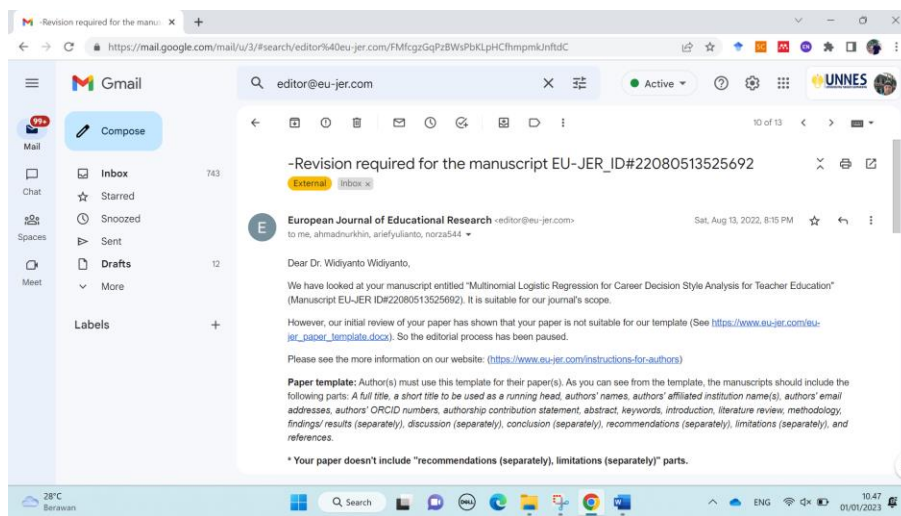 -Revision required for the manus
https://mail.google.com/mail/u/3/#search/editor%40eu-jer.com/FMfcgzGqPzBWsPbKLpHCfhmpmkJnftdC
Gmail
editor@eu-jer.com
Active
UNNES
99+
Mail
Compose
10 of 13
Chat
Spaces
Meet
Inbox 743
Starred
Snoozed
Sent
Drafts 12
More
Labels
-Revision required for the manuscript EU-JER_ID#22080513525692
External Inbox x
E
European Journal of Educational Research <editor@eu-jer.com> Sat, Aug 13, 2022, 8:15 PM
to me, ahmadnurkhin, ariefyulianto, norza544
Dear Dr. Widiyanto Widiyanto,
We have looked at your manuscript entitled "Multinomial Logistic Regression for Career Decision Style Analysis for Teacher Education"
(Manuscript EU-JER ID#22080513525692). It is suitable for our journal's scope.
However, our initial review of your paper has shown that your paper is not suitable for our template (See https://www.eu-jer.com/eu-
jer_paper_template.docx). So the editorial process has been paused.
Please see the more information on our website: (https://www.eu-jer.com/instructions-for-authors)
Paper template: Author(s) must use this template for their paper(s). As you can see from the template, the manuscripts should include the
following parts: A full title, a short title to be used as a running head, authors' names, authors' affiliated institution name(s), authors' email
addresses, authors' ORCID numbers, authorship contribution statement, abstract, keywords, introduction, literature review, methodology,
findings/ results (separately), discussion (separately), conclusion (separately), recommendations (separately), limitations (separately), and
references.
* Your paper doesn't include "recommendations (separately), limitations (separately)" parts.
28°C
Berawan
Search
ENG
10.47
01/01/2023